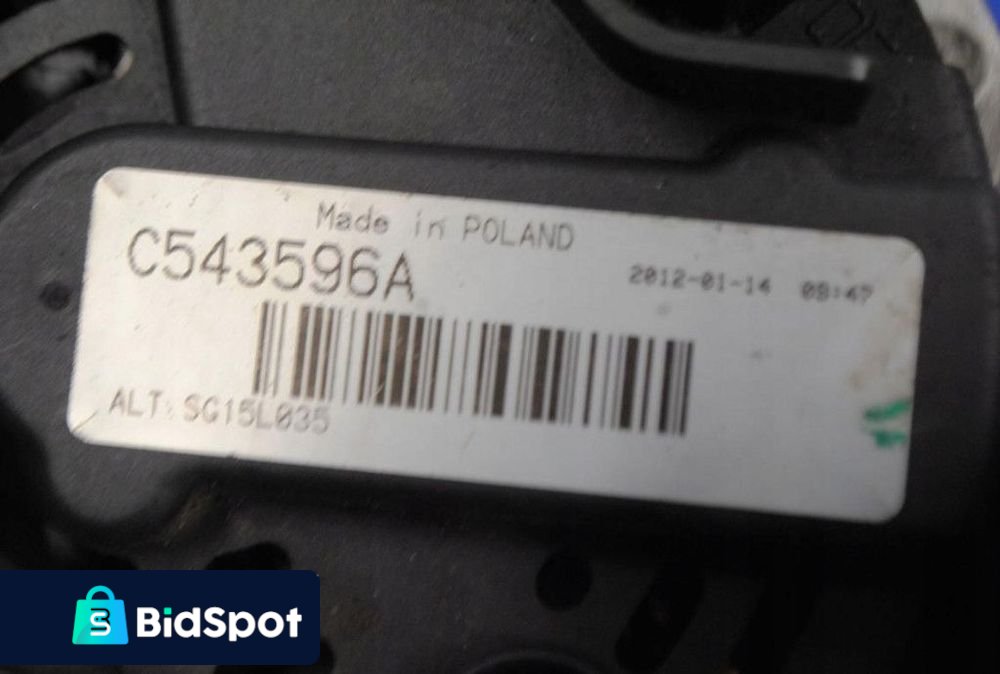 Made in POLAND
C543596A
2012-01-14 09:47
ALT: SG15L035
BidSpot